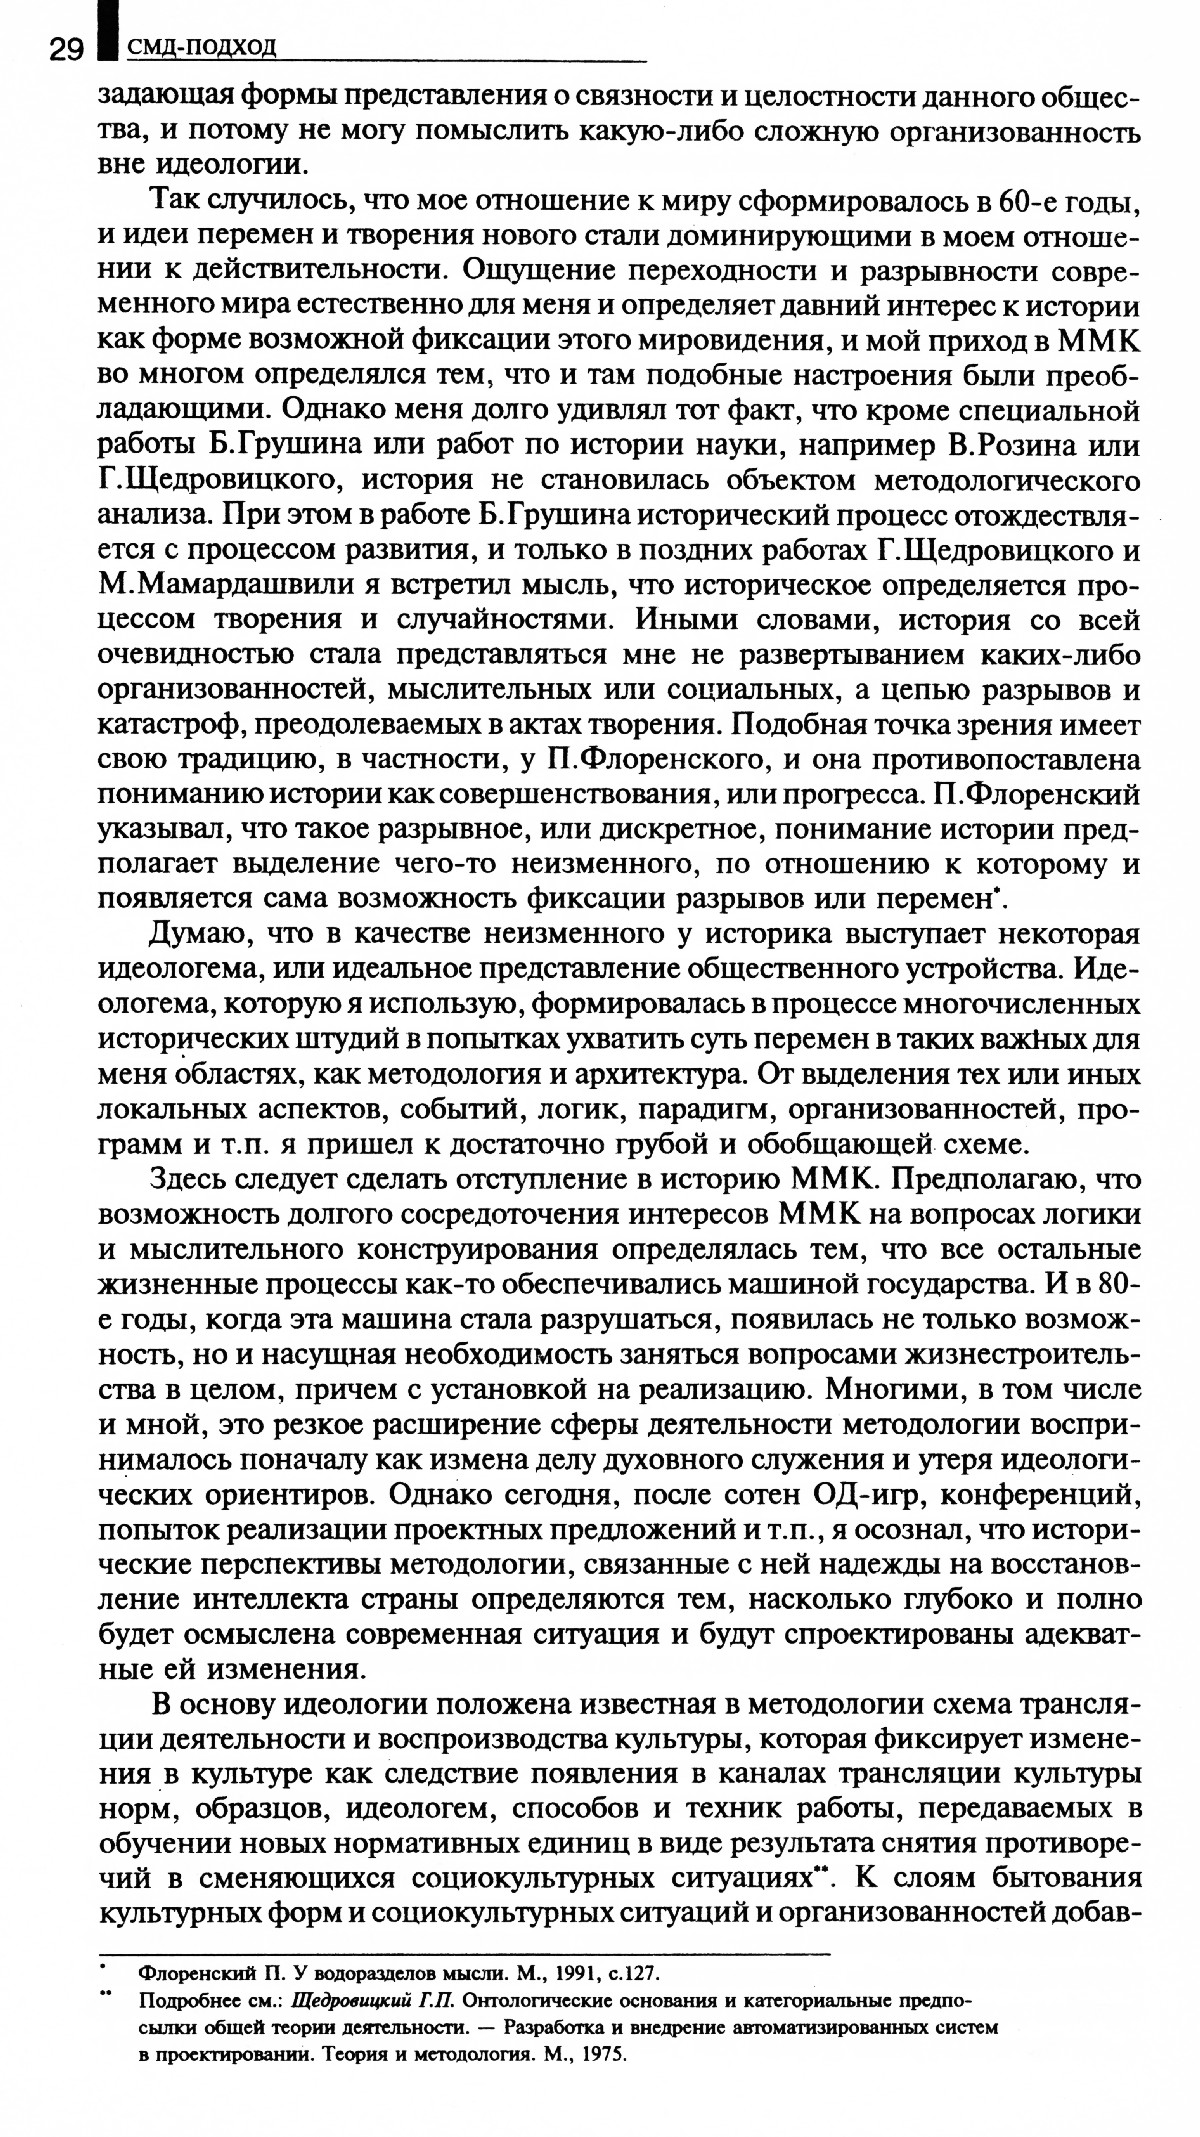 29 СМД-ПОДХОД
задающая формы представления о связности и целостности данного общес-
тва, и потому не могу помыслить какую-либо сложную организованность
вне идеологии.
Так случилось, что мое отношение к миру сформировалось в 60-е годы,
и идеи перемен и творения нового стали доминирующими в моем отноше-
нии к действительности. Ощущение переходности и разрывности совре-
менного мира естественно для меня и определяет давний интерес к истории
как форме возможной фиксации этого мировидения, и мой приход в ММК
во многом определялся тем, что и там подобные настроения были преоб-
ладающими. Однако меня долго удивлял тот факт, что кроме специальной
работы Б.Грушина или работ по истории науки, например В.Розина или
Г.Щедровицкого, история не становилась объектом методологического
анализа. При этом в работе Б.Грушина исторический процесс отождествля-
ется с процессом развития, и только в поздних работах Г.Щедровицкого и
М.Мамардашвили я встретил мысль, что историческое определяется про-
цессом творения и случайностями. Иными словами, история со всей
очевидностью стала представляться мне не развертыванием каких-либо
организованностей, мыслительных или социальных, а цепью разрывов и
катастроф, преодолеваемых в актах творения. Подобная точка зрения имеет
свою традицию, в частности, у П.Флоренского, и она противопоставлена
пониманию истории как совершенствования, или прогресса. П.Флоренский
указывал, что такое разрывное, или дискретное, понимание истории пред-
полагает выделение чего-то неизменного, по отношению к которому и
появляется сама возможность фиксации разрывов или перемен*.
Думаю, что в качестве неизменного у историка выступает некоторая
идеологема, или идеальное представление общественного устройства. Иде-
ологема, которую я использую, формировалась в процессе многочисленных
исторических штудий в попытках ухватить суть перемен в таких важных для
меня областях, как методология и архитектура. От выделения тех или иных
локальных аспектов, событий, логик, парадигм, организованностей, про-
грамм и т.п. я пришел к достаточно грубой и обобщающей схеме.
Здесь следует сделать отступление в историю ММК. Предполагаю, что
возможность долгого сосредоточения интересов ММК на вопросах логики
и мыслительного конструирования определялась тем, что все остальные
жизненные процессы как-то обеспечивались машиной государства. И в 80-
е годы, когда эта машина стала разрушаться, появилась не только возмож-
ность, но и насущная необходимость заняться вопросами жизнестроитель-
ства в целом, причем с установкой на реализацию. Многими, в том числе
и мной, это резкое расширение сферы деятельности методологии воспри-
нималось поначалу как измена делу духовного служения и утеря идеологи-
ческих ориентиров. Однако сегодня, после сотен ОД-игр, конференций,
попыток реализации проектных предложений и т.п., я осознал, что истори-
ческие перспективы методологии, связанные с ней надежды на восстанов-
ление интеллекта страны определяются тем, насколько глубоко и полно
будет осмыслена современная ситуация и будут спроектированы адекват-
ные ей изменения.
В основу идеологии положена известная в методологии схема трансля-
ции деятельности и воспроизводства культуры, которая фиксирует измене-
ния в культуре как следствие появления в каналах трансляции культуры
норм, образцов, идеологем, способов и техник работы, передаваемых в
обучении новых нормативных единиц в виде результата снятия противоре-
чий в сменяющихся социокультурных ситуациях**. К слоям бытования
культурных форм и социокультурных ситуаций и организованностей добав-
* Флоренский П. У водоразделов мысли. М., 1991, с.127.
** Подробнее см.: Щедровицкий Г.П. Онтологические основания и категориальные предпо-
сылки общей теории деятельности. — Разработка и внедрение автоматизированных систем
в проектировании. Теория и методология. М., 1975.